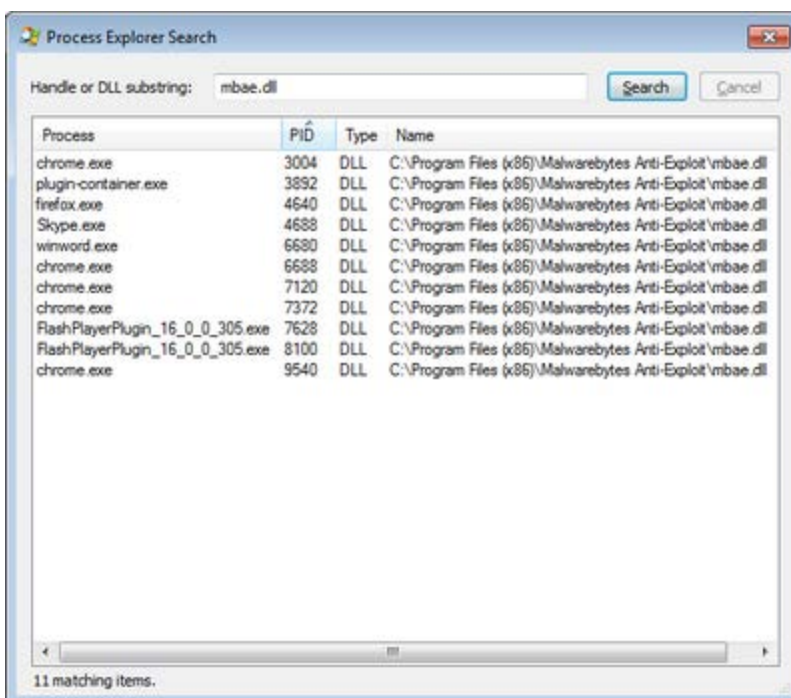 Process Explorer Search
Handle or DLL substring: mbae.dll Search Cancel
Process PID Type Name
chrome.exe 3004 DLL C:\Program Files (x86)\Malwarebytes Anti-Exploit\mbae.dll
plugin-container.exe 3892 DLL C:\Program Files (x86)\Malwarebytes Anti-Exploit\mbae.dll
firefox.exe 4640 DLL C:\Program Files (x86)\Malwarebytes Anti-Exploit\mbae.dll
Skype.exe 4688 DLL C:\Program Files (x86)\Malwarebytes Anti-Exploit\mbae.dll
winword.exe 6680 DLL C:\Program Files (x86)\Malwarebytes Anti-Exploit\mbae.dll
chrome.exe 6688 DLL C:\Program Files (x86)\Malwarebytes Anti-Exploit\mbae.dll
chrome.exe 7120 DLL C:\Program Files (x86)\Malwarebytes Anti-Exploit\mbae.dll
chrome.exe 7372 DLL C:\Program Files (x86)\Malwarebytes Anti-Exploit\mbae.dll
FlashPlayerPlugin_16_0_0_305.exe 7628 DLL C:\Program Files (x86)\Malwarebytes Anti-Exploit\mbae.dll
FlashPlayerPlugin_16_0_0_305.exe 8100 DLL C:\Program Files (x86)\Malwarebytes Anti-Exploit\mbae.dll
chrome.exe 9540 DLL C:\Program Files (x86)\Malwarebytes Anti-Exploit\mbae.dll
11 matching items.